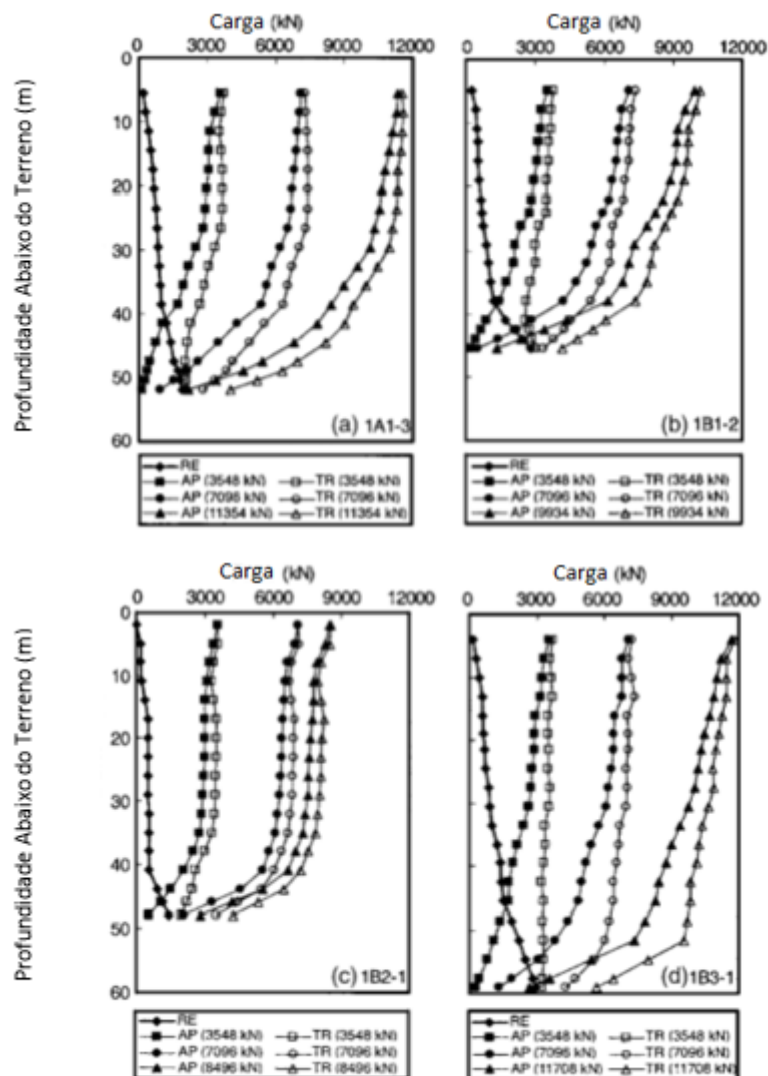 Carga (kN)
0 3000 6000 9000 12000
Carga (kN)
0 3000 6000 9000 12000
Profundidade Abaixo do Terreno (m)
0
10
20
30
40
50
60
(a) 1A1-3
(b) 1B1-2
RE
AP (3548 kN) TR (3548 kN)
AP (7096 kN) TR (7096 kN)
AP (11354 kN) TR (11354 kN)
RE
AP (3548 kN) TR (3548 kN)
AP (7096 kN) TR (7096 kN)
AP (9934 kN) TR (9934 kN)
Carga (kN)
0 3000 6000 9000 12000
Carga (kN)
0 3000 6000 9000 12000
Profundidade Abaixo do Terreno (m)
0
10
20
30
40
50
60
(c) 1B2-1
(d) 1B3-1
RE
AP (3548 kN) TR (3548 kN)
AP (7096 kN) TR (7096 kN)
AP (8496 kN) TR (8496 kN)
RE
AP (3548 kN) TR (3548 kN)
AP (7096 kN) TR (7096 kN)
AP (11708 kN) TR (11708 kN)